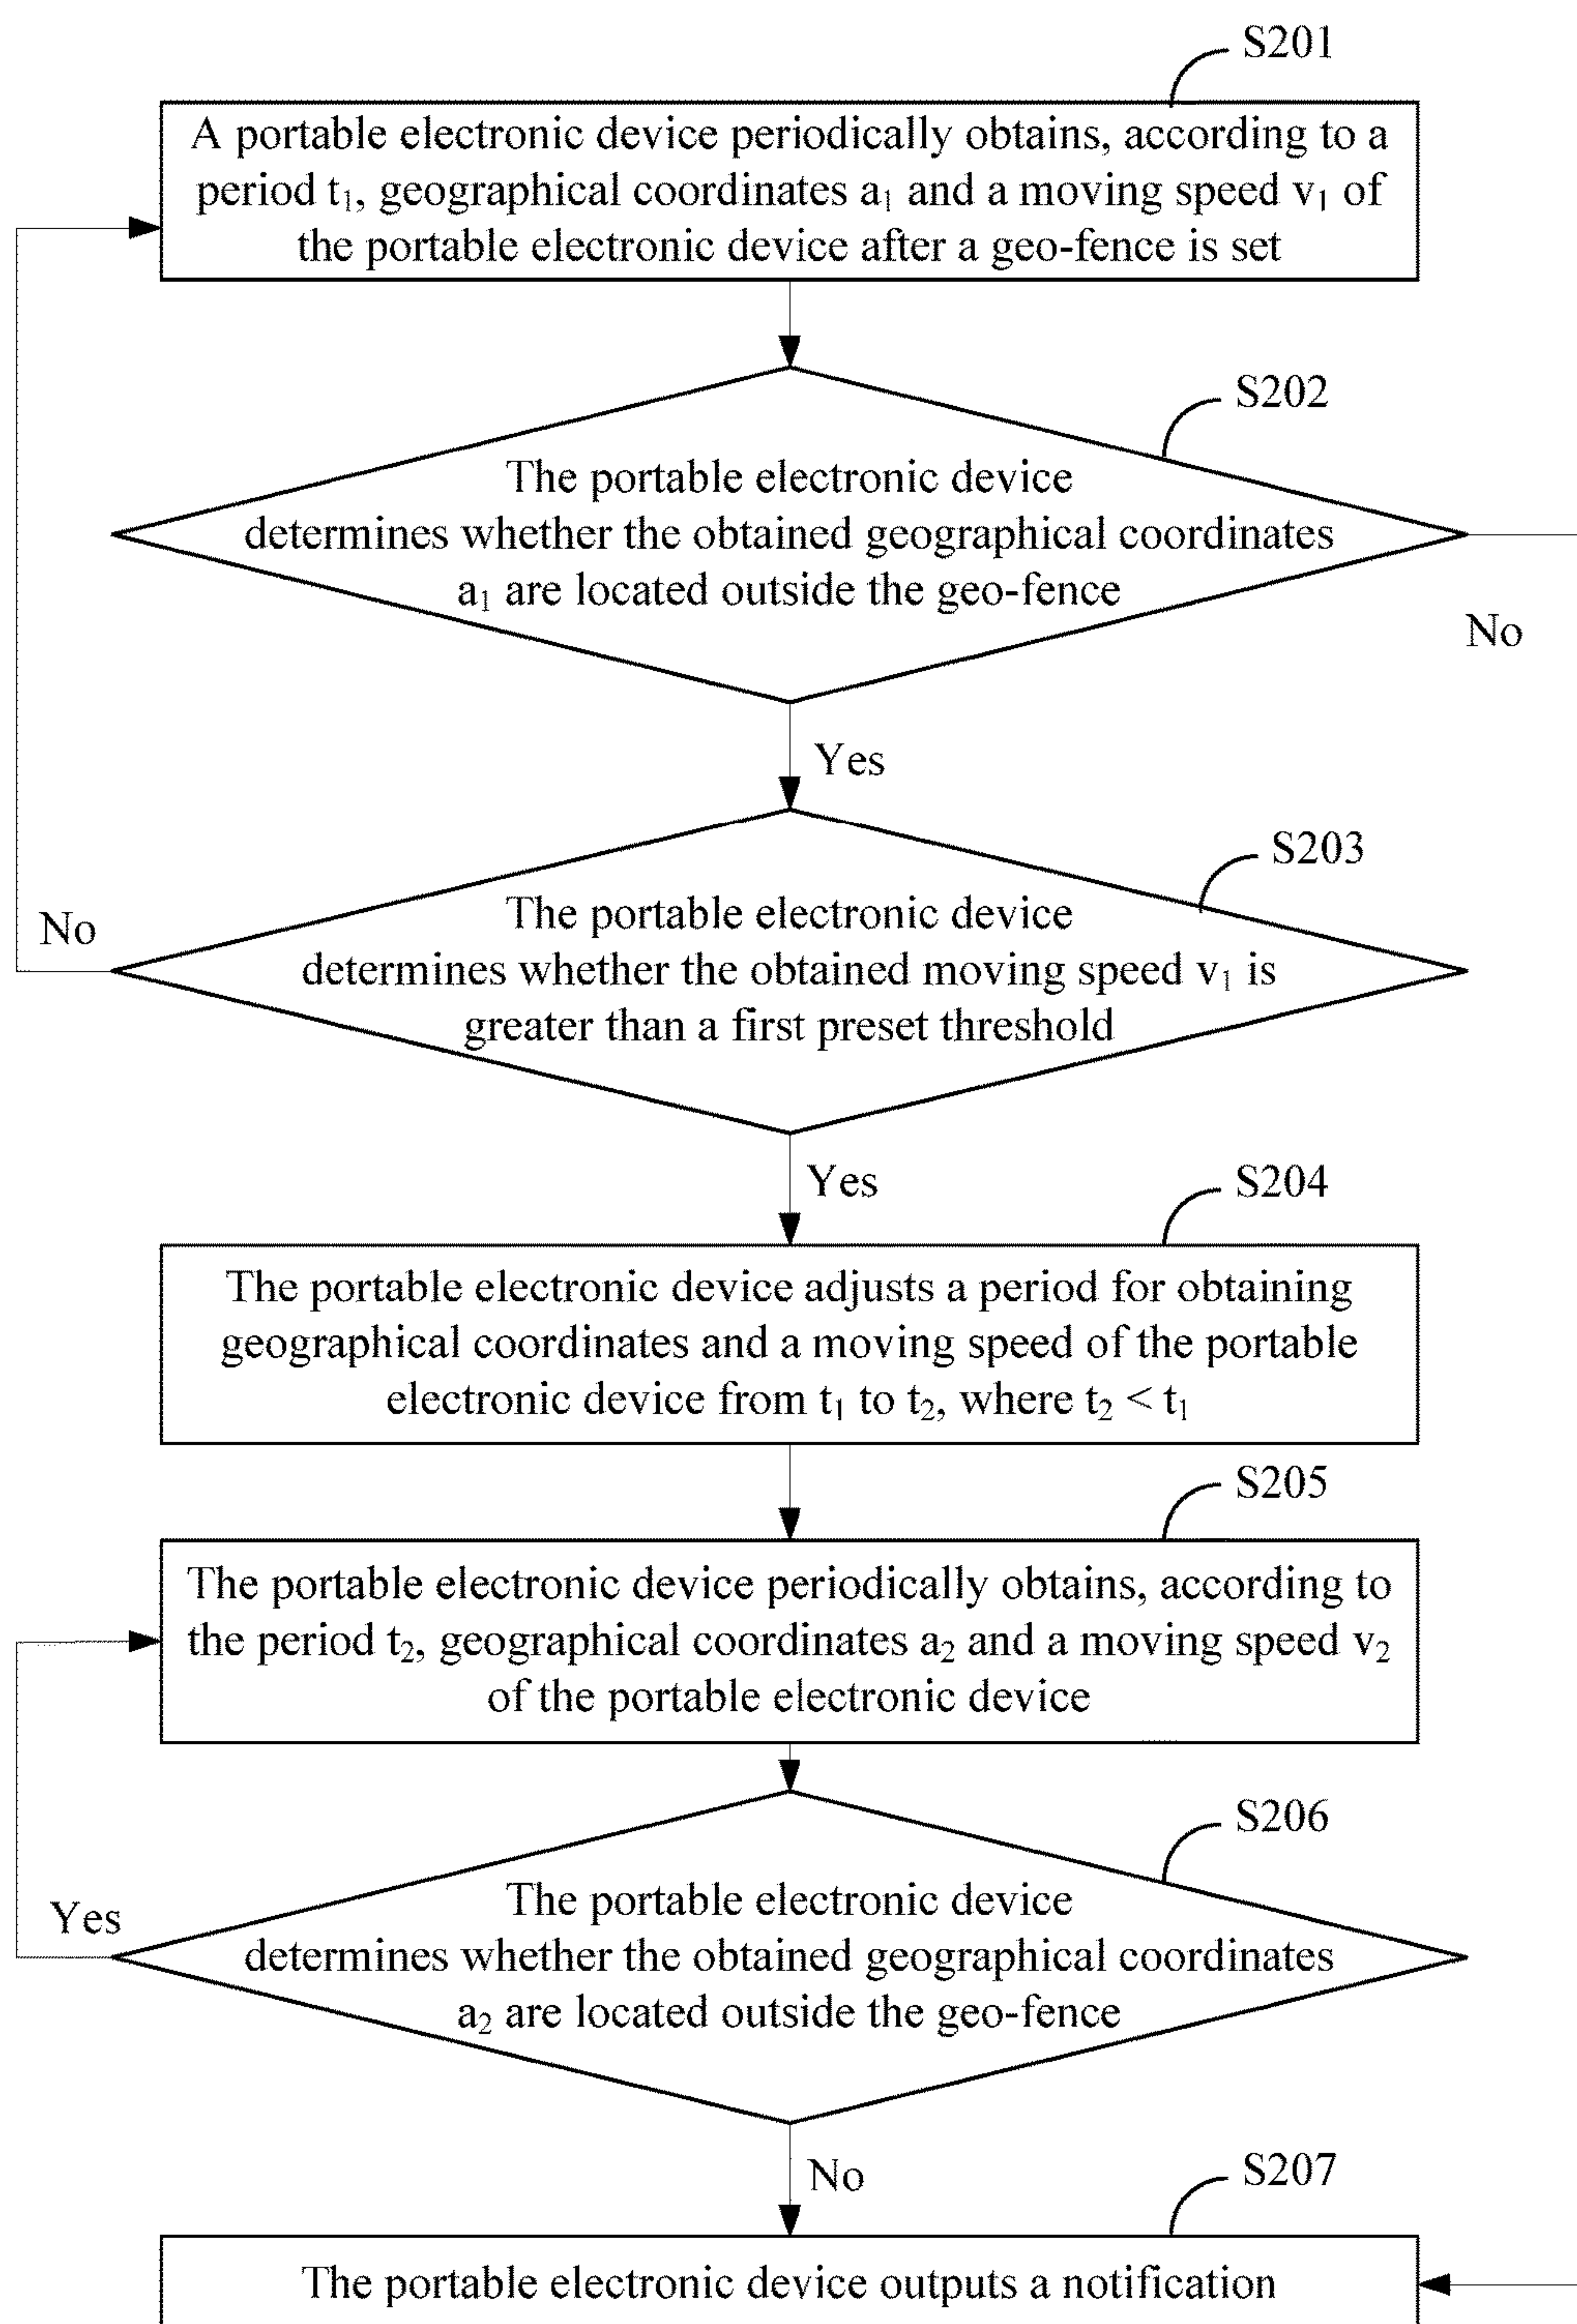 S201
A portable electronic device periodically obtains, according to a
period t₁, geographical coordinates a₁ and a moving speed v₁ of
the portable electronic device after a geo-fence is set
S202
The portable electronic device
determines whether the obtained geographical coordinates
a₁ are located outside the geo-fence
No
Yes
S203
The portable electronic device
determines whether the obtained moving speed v₁ is
greater than a first preset threshold
No
Yes
S204
The portable electronic device adjusts a period for obtaining
geographical coordinates and a moving speed of the portable
electronic device from t₁ to t₂, where t₂ < t₁
S205
The portable electronic device periodically obtains, according to
the period t₂, geographical coordinates a₂ and a moving speed v₂
of the portable electronic device
S206
The portable electronic device
determines whether the obtained geographical coordinates
a₂ are located outside the geo-fence
Yes
No
S207
The portable electronic device outputs a notification